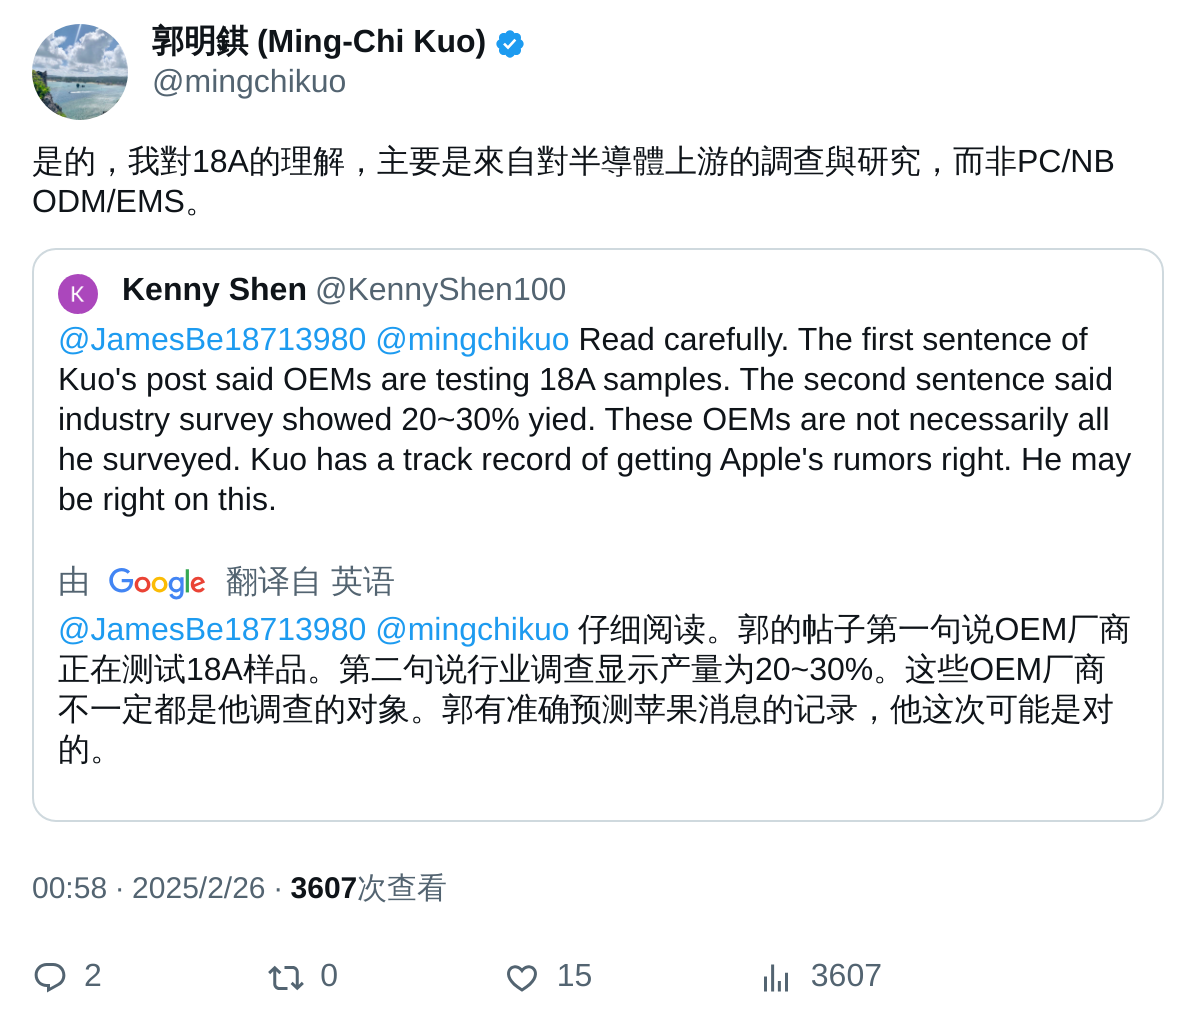 郭明錤 (Ming-Chi Kuo)
@mingchikuo
是的，我對18A的理解，主要是來自對半導體上游的調查與研究，而非PC/NB
ODM/EMS。
K
Kenny Shen @KennyShen100
@JamesBe18713980 @mingchikuo Read carefully. The first sentence of
Kuo's post said OEMs are testing 18A samples. The second sentence said
industry survey showed 20~30% yied. These OEMs are not necessarily all
he surveyed. Kuo has a track record of getting Apple's rumors right. He may
be right on this.
由 Google 翻译自 英语
@JamesBe18713980 @mingchikuo 仔细阅读。郭的帖子第一句说OEM厂商
正在测试18A样品。第二句说行业调查显示产量为20~30%。这些OEM厂商
不一定都是他调查的对象。郭有准确预测苹果消息的记录，他这次可能是对
的。
00:58 · 2025/2/26 · 3607次查看
2 0 15 3607